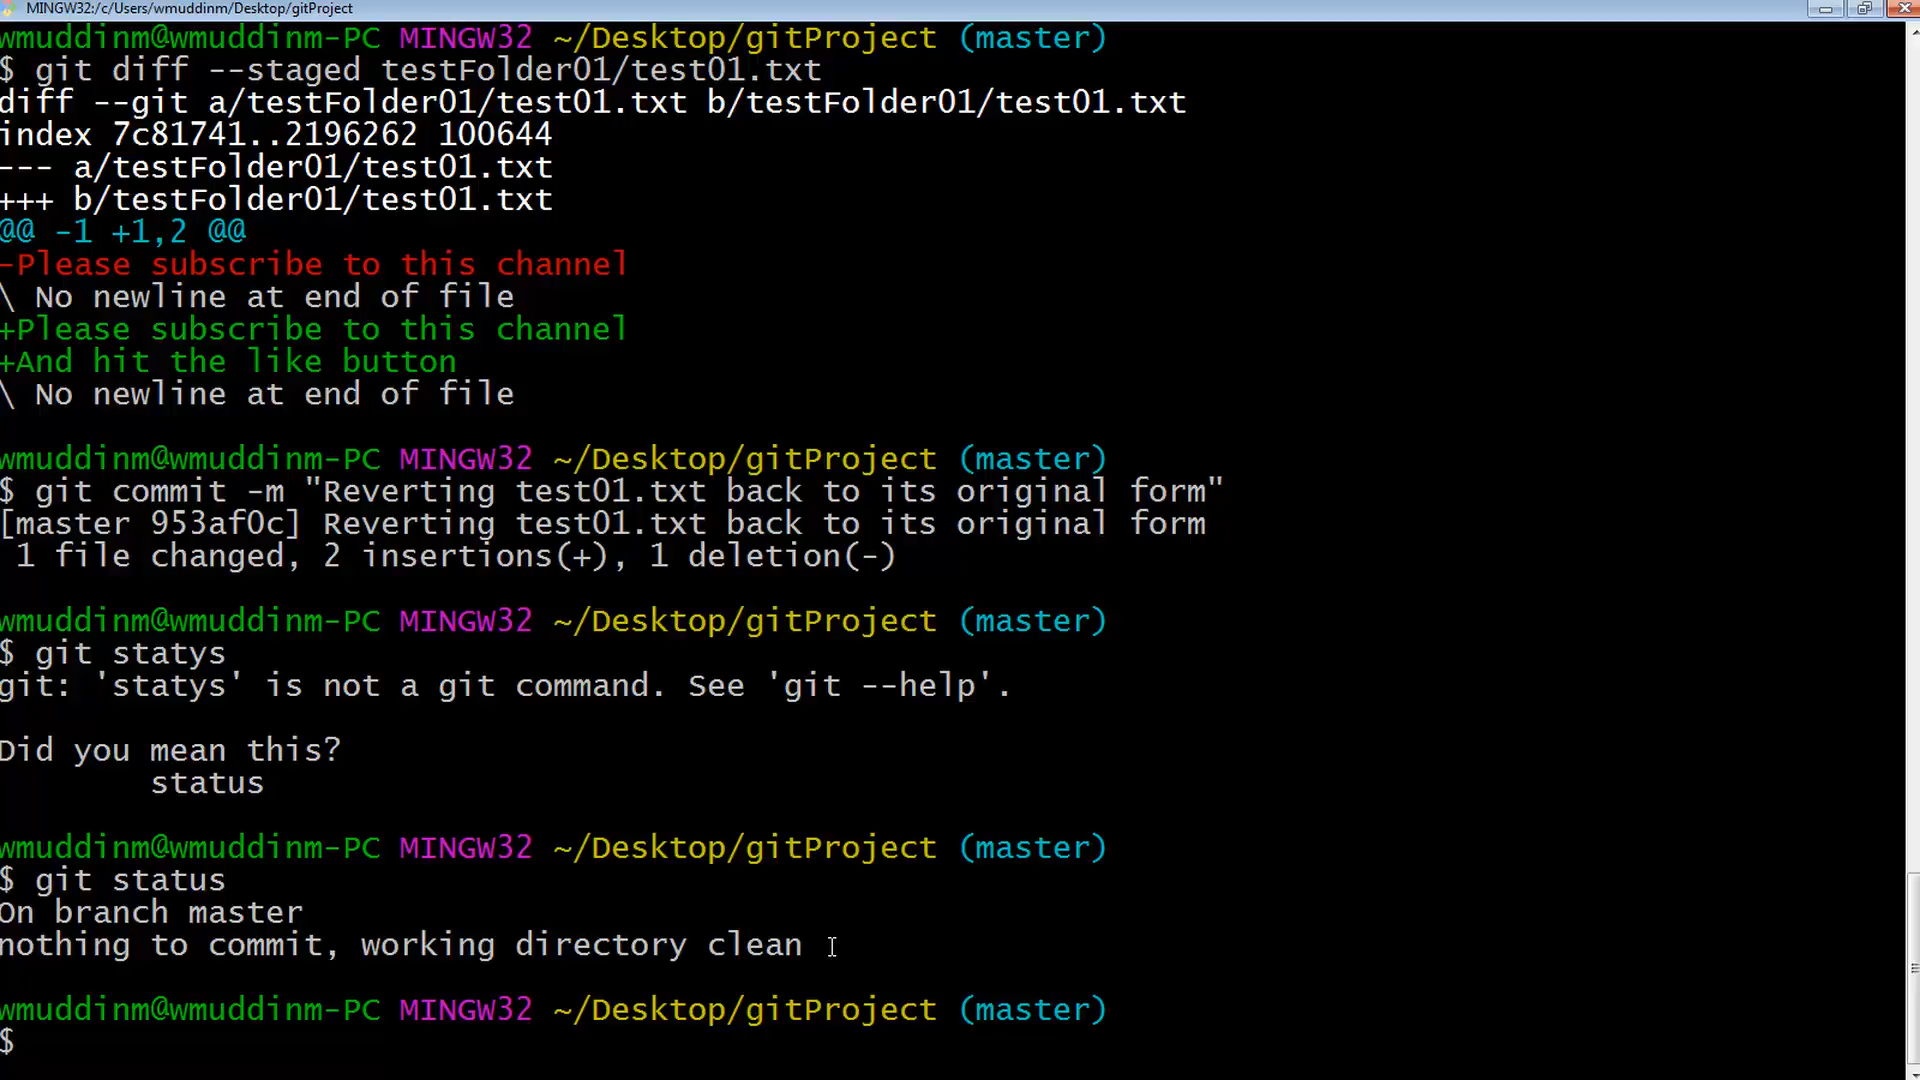 MINGW32:/c/Users/wmuddinm/Desktop/gitProject
wmuddinm@wmuddinm-PC MINGW32 ~/Desktop/gitProject (master)
$ git diff --staged testFolder01/test01.txt
diff --git a/testFolder01/test01.txt b/testFolder01/test01.txt
index 7c81741..2196262 100644
--- a/testFolder01/test01.txt
+++ b/testFolder01/test01.txt
@@ -1 +1,2 @@
-Please subscribe to this channel
\ No newline at end of file
+Please subscribe to this channel
+And hit the like button
\ No newline at end of file
wmuddinm@wmuddinm-PC MINGW32 ~/Desktop/gitProject (master)
$ git commit -m "Reverting test01.txt back to its original form"
[master 953af0c] Reverting test01.txt back to its original form
1 file changed, 2 insertions(+), 1 deletion(-)
wmuddinm@wmuddinm-PC MINGW32 ~/Desktop/gitProject (master)
$ git statys
git: 'statys' is not a git command. See 'git --help'.
Did you mean this?
status
wmuddinm@wmuddinm-PC MINGW32 ~/Desktop/gitProject (master)
$ git status
On branch master
nothing to commit, working directory clean
wmuddinm@wmuddinm-PC MINGW32 ~/Desktop/gitProject (master)
$